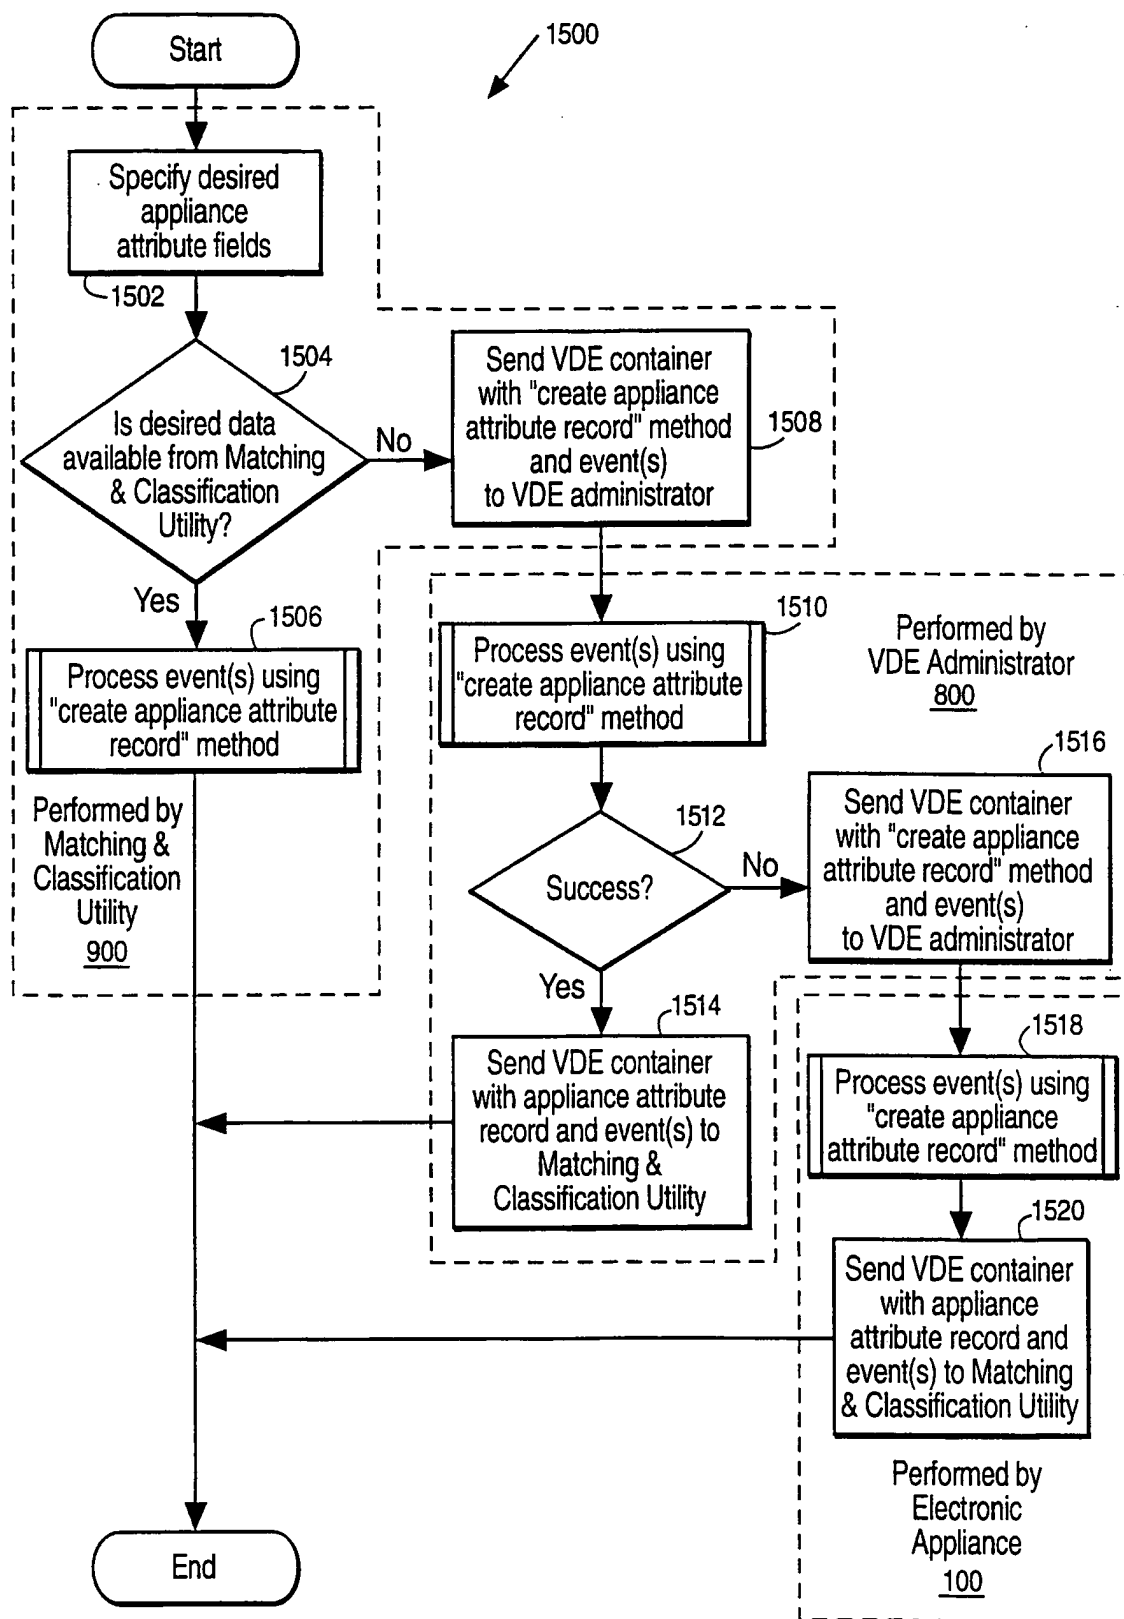 Start
1500
Specify desired
appliance
attribute fields
1502
1504
Is desired data
available from Matching
& Classification
Utility?
No
Send VDE container
with "create appliance
attribute record" method
and event(s)
to VDE administrator
1508
Yes
1506
Process event(s) using
"create appliance attribute
record" method
Performed by
Matching &
Classification
Utility
900
1510
Process event(s) using
"create appliance attribute
record" method
Performed by
VDE Administrator
800
1512
Success?
No
1516
Send VDE container
with "create appliance
attribute record" method
and event(s)
to VDE administrator
Yes
1514
Send VDE container
with appliance attribute
record and event(s) to
Matching &
Classification Utility
1518
Process event(s) using
"create appliance
attribute record" method
1520
Send VDE container
with appliance
attribute record and
event(s) to Matching
& Classification Utility
Performed by
Electronic
Appliance
100
End